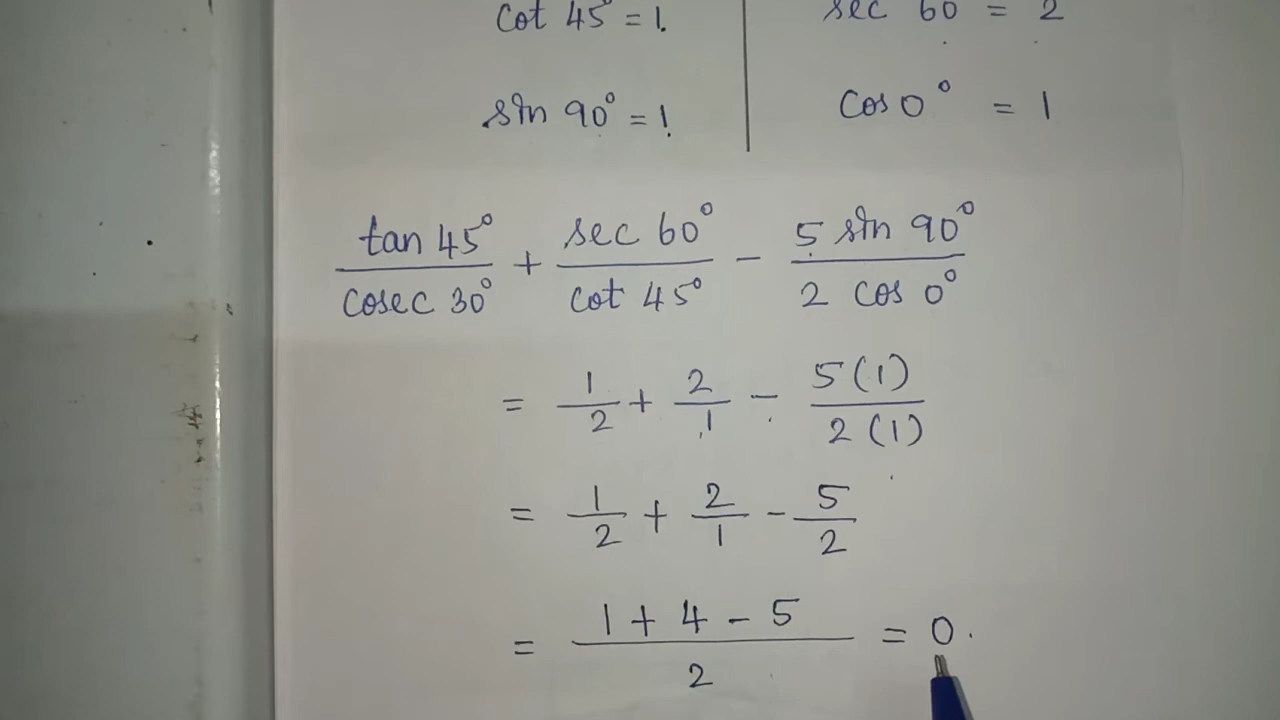 cot 45° = 1.
sec 60 = 2
sin 90° = 1.
cos 0° = 1
tan 45° / cosec 30° + sec 60° / cot 45° - 5 sin 90° / 2 cos 0°
= 1/2 + 2/1 - 5(1)/2(1)
= 1/2 + 2/1 - 5/2
= 1 + 4 - 5 / 2 = 0.